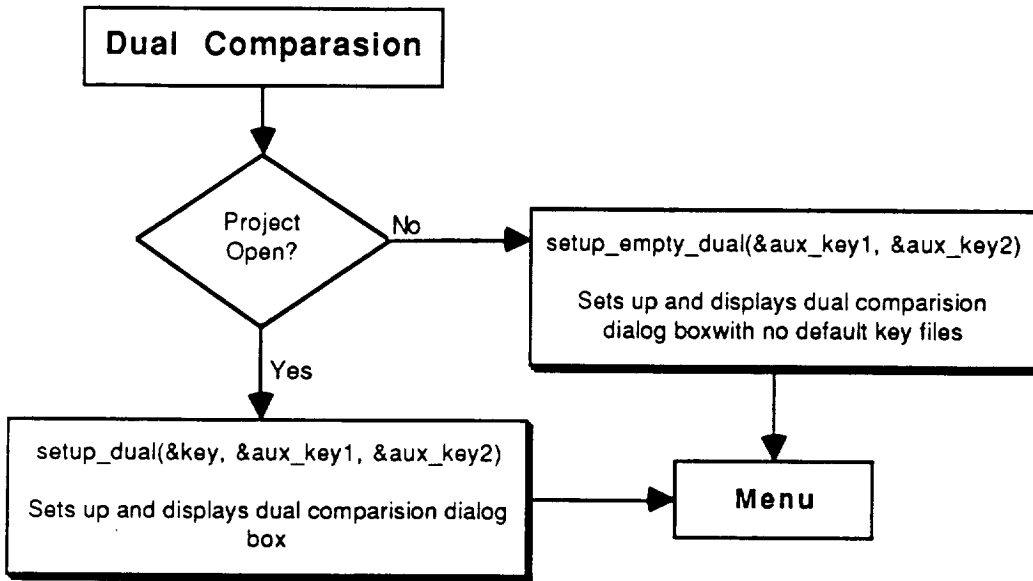 Dual Comparasion
Project
Open?
No
setup_empty_dual(&aux_key1, &aux_key2)
Sets up and displays dual comparision
dialog boxwith no default key files
Yes
setup_dual(&key, &aux_key1, &aux_key2)
Sets up and displays dual comparision dialog
box
Menu